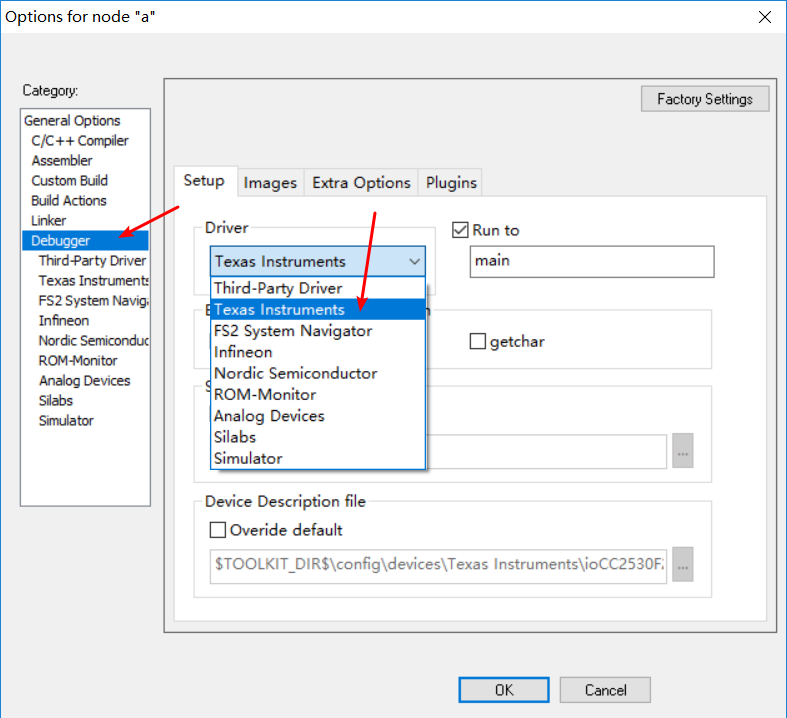 Options for node "a"
Category:
General Options
C/C++ Compiler
Assembler
Custom Build
Build Actions
Linker
Debugger
Third-Party Driver
Texas Instruments
FS2 System Naviga
Infineon
Nordic Semiconduc
ROM-Monitor
Analog Devices
Silabs
Simulator
Factory Settings
Setup
Images
Extra Options
Plugins
Driver
Texas Instruments
Third-Party Driver
Texas Instruments
FS2 System Navigator
Infineon
Nordic Semiconductor
ROM-Monitor
Analog Devices
Silabs
Simulator
Run to
main
getchar
...
Device Description file
Overide default
$TOOLKIT_DIR$\config\devices\Texas Instruments\ioCC2530F
...
OK
Cancel